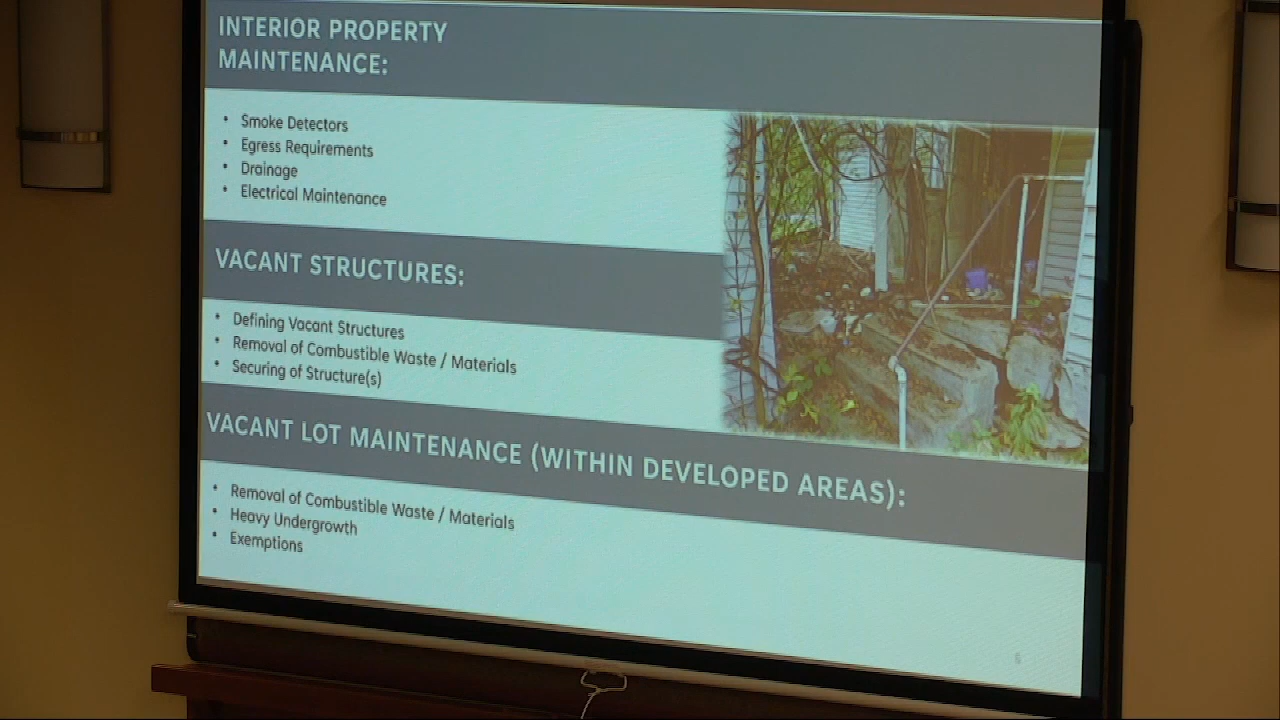 INTERIOR PROPERTY
MAINTENANCE:
• Smoke Detectors
• Egress Requirements
• Drainage
• Electrical Maintenance
VACANT STRUCTURES:
• Defining Vacant Structures
• Removal of Combustible Waste / Materials
• Securing of Structure(s)
VACANT LOT MAINTENANCE (WITHIN DEVELOPED AREAS):
• Removal of Combustible Waste / Materials
• Heavy Undergrowth
• Exemptions